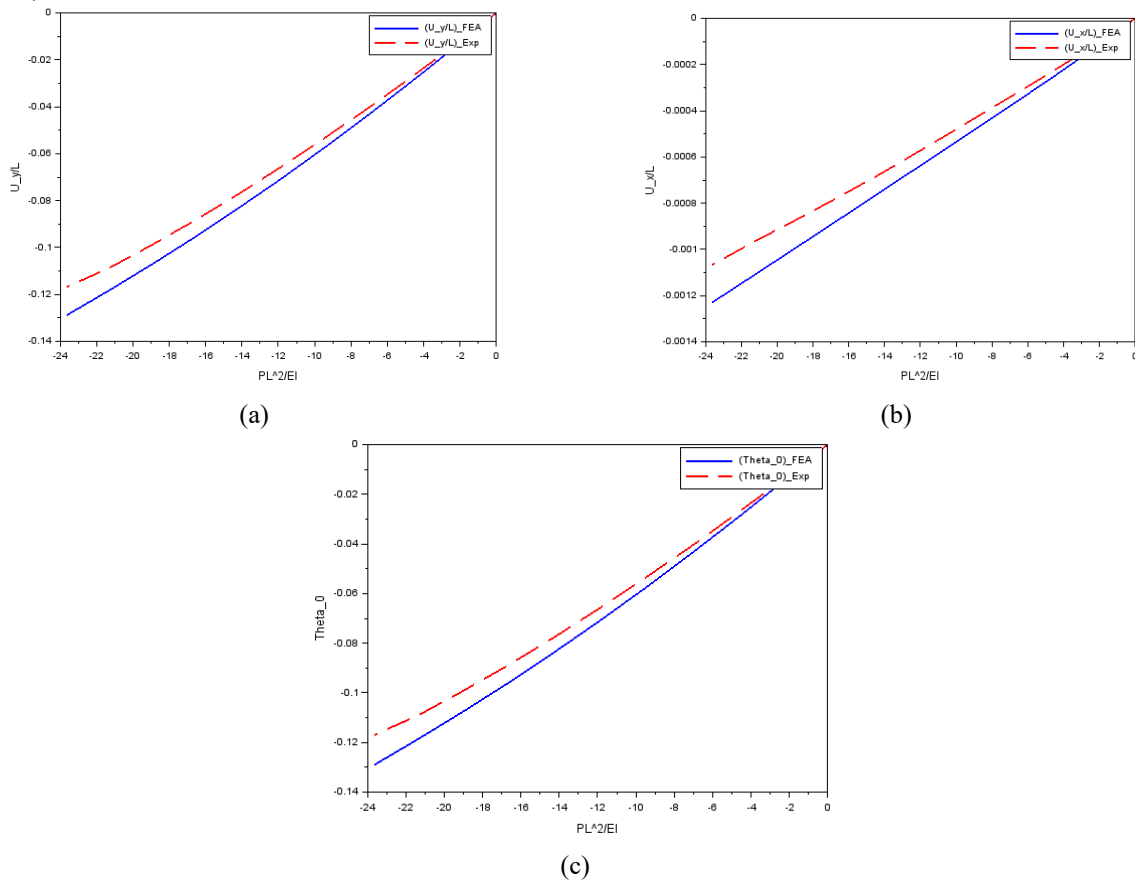 (U_y/L)_FEA
(U_y/L)_Exp
0
-0.02
-0.04
-0.06
-0.08
-0.1
-0.12
-0.14
U_y/L
-24 -22 -20 -18 -16 -14 -12 -10 -8 -6 -4 -2 0
PL^2/EI
(a)
(U_x/L)_FEA
(U_x/L)_Exp
0
-0.0002
-0.0004
-0.0006
-0.0008
-0.001
-0.0012
-0.0014
U_x/L
-24 -22 -20 -18 -16 -14 -12 -10 -8 -6 -4 -2 0
PL^2/EI
(b)
(Theta_0)_FEA
(Theta_0)_Exp
0
-0.02
-0.04
-0.06
-0.08
-0.1
-0.12
-0.14
Theta_0
-24 -22 -20 -18 -16 -14 -12 -10 -8 -6 -4 -2 0
PL^2/EI
(c)